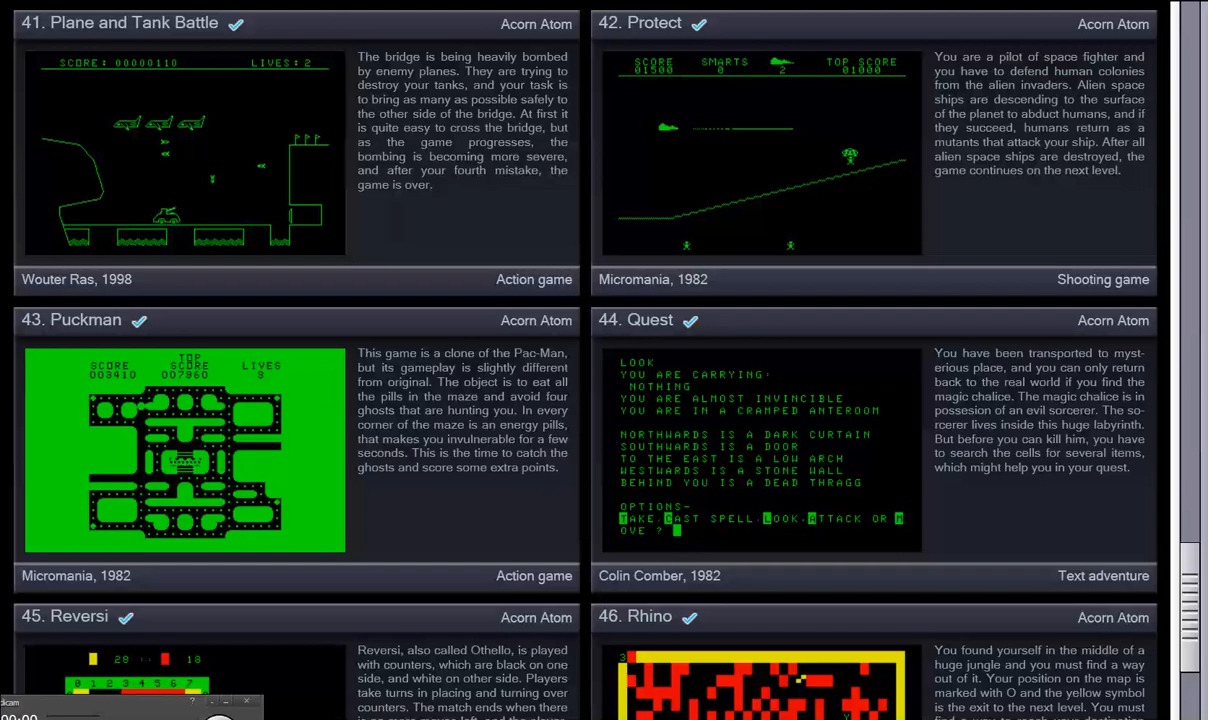 41. Plane and Tank Battle
Acorn Atom
SCORE: 00000110 LIVES: 2
The bridge is being heavily bombed
by enemy planes. They are trying to
destroy your tanks, and your task is
to bring as many as possible safely to
the other side of the bridge. At first it
is quite easy to cross the bridge, but
as the game progresses, the
bombing is becoming more severe,
and after your fourth mistake, the
game is over.
Wouter Ras, 1998
Action game
42. Protect
Acorn Atom
SCORE SMARTS TOP SCORE
01500 0 2 01000
You are a pilot of space fighter and
you have to defend human colonies
from the alien invaders. Alien space
ships are descending to the surface
of the planet to abduct humans, and if
they succeed, humans return as a
mutants that attack your ship. After all
alien space ships are destroyed, the
game continues on the next level.
Micromania, 1982
Shooting game
43. Puckman
Acorn Atom
TOP
SCORE SCORE LIVES
003410 007960 3
This game is a clone of the Pac-Man,
but its gameplay is slightly different
from original. The object is to eat all
the pills in the maze and avoid four
ghosts that are hunting you. In every
corner of the maze is an energy pills,
that makes you invulnerable for a few
seconds. This is the time to catch the
ghosts and score some extra points.
Micromania, 1982
Action game
44. Quest
Acorn Atom
LOOK
YOU ARE CARRYING:
NOTHING
YOU ARE ALMOST INVINCIBLE
YOU ARE IN A CRAMPED ANTEROOM
NORTHWARDS IS A DARK CURTAIN
SOUTHWARDS IS A DOOR
TO THE EAST IS A LOW ARCH
WESTWARDS IS A STONE WALL
BEHIND YOU IS A DEAD THRAGG
OPTIONS-
TAKE,CAST SPELL,LOOK,ATTACK OR M
OVE ?
You have been transported to myst-
erious place, and you can only return
back to the real world if you find the
magic chalice. The magic chalice is in
possesion of an evil sorcerer. The so-
rcerer lives inside this huge labyrinth.
But before you can kill him, you have
to search the cells for several items,
which might help you in your quest.
Colin Comber, 1982
Text adventure
45. Reversi
Acorn Atom
28 18
0 1 2 3 4 5 6 7
Reversi, also called Othello, is played
with counters, which are black on one
side, and white on other side. Players
take turns in placing and turning over
counters. The match ends when there
46. Rhino
Acorn Atom
3
You found yourself in the middle of a
huge jungle and you must find a way
out of it. Your position on the map is
marked with O and the yellow symbol
is the exit to the next level. You must
dicam